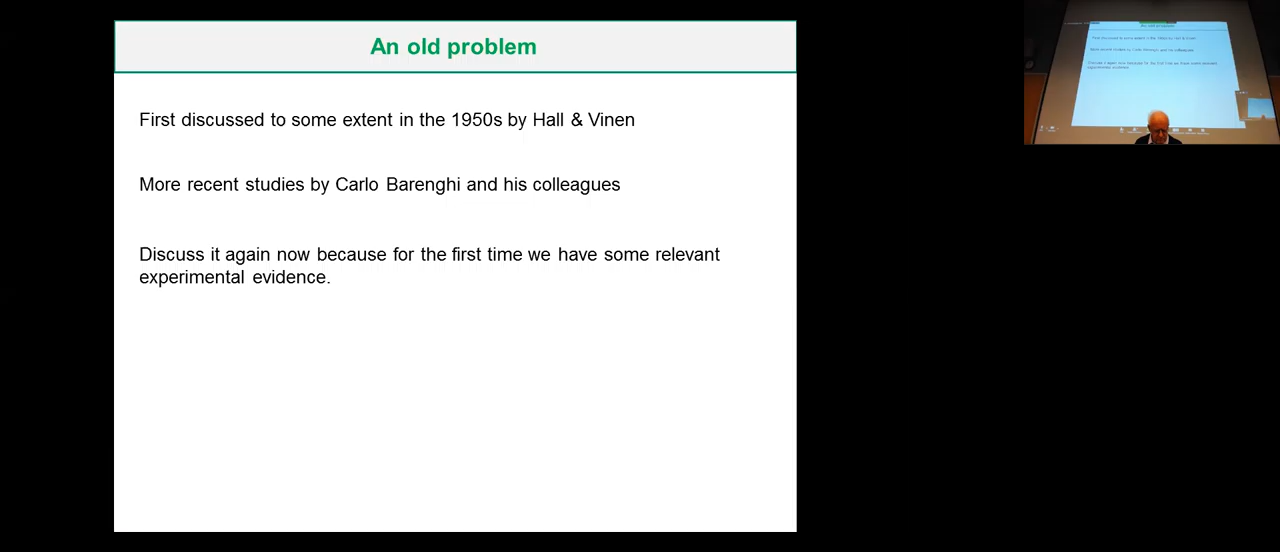 An old problem
First discussed to some extent in the 1950s by Hall & Vinen
More recent studies by Carlo Barenghi and his colleagues
Discuss it again now because for the first time we have some relevant
experimental evidence.